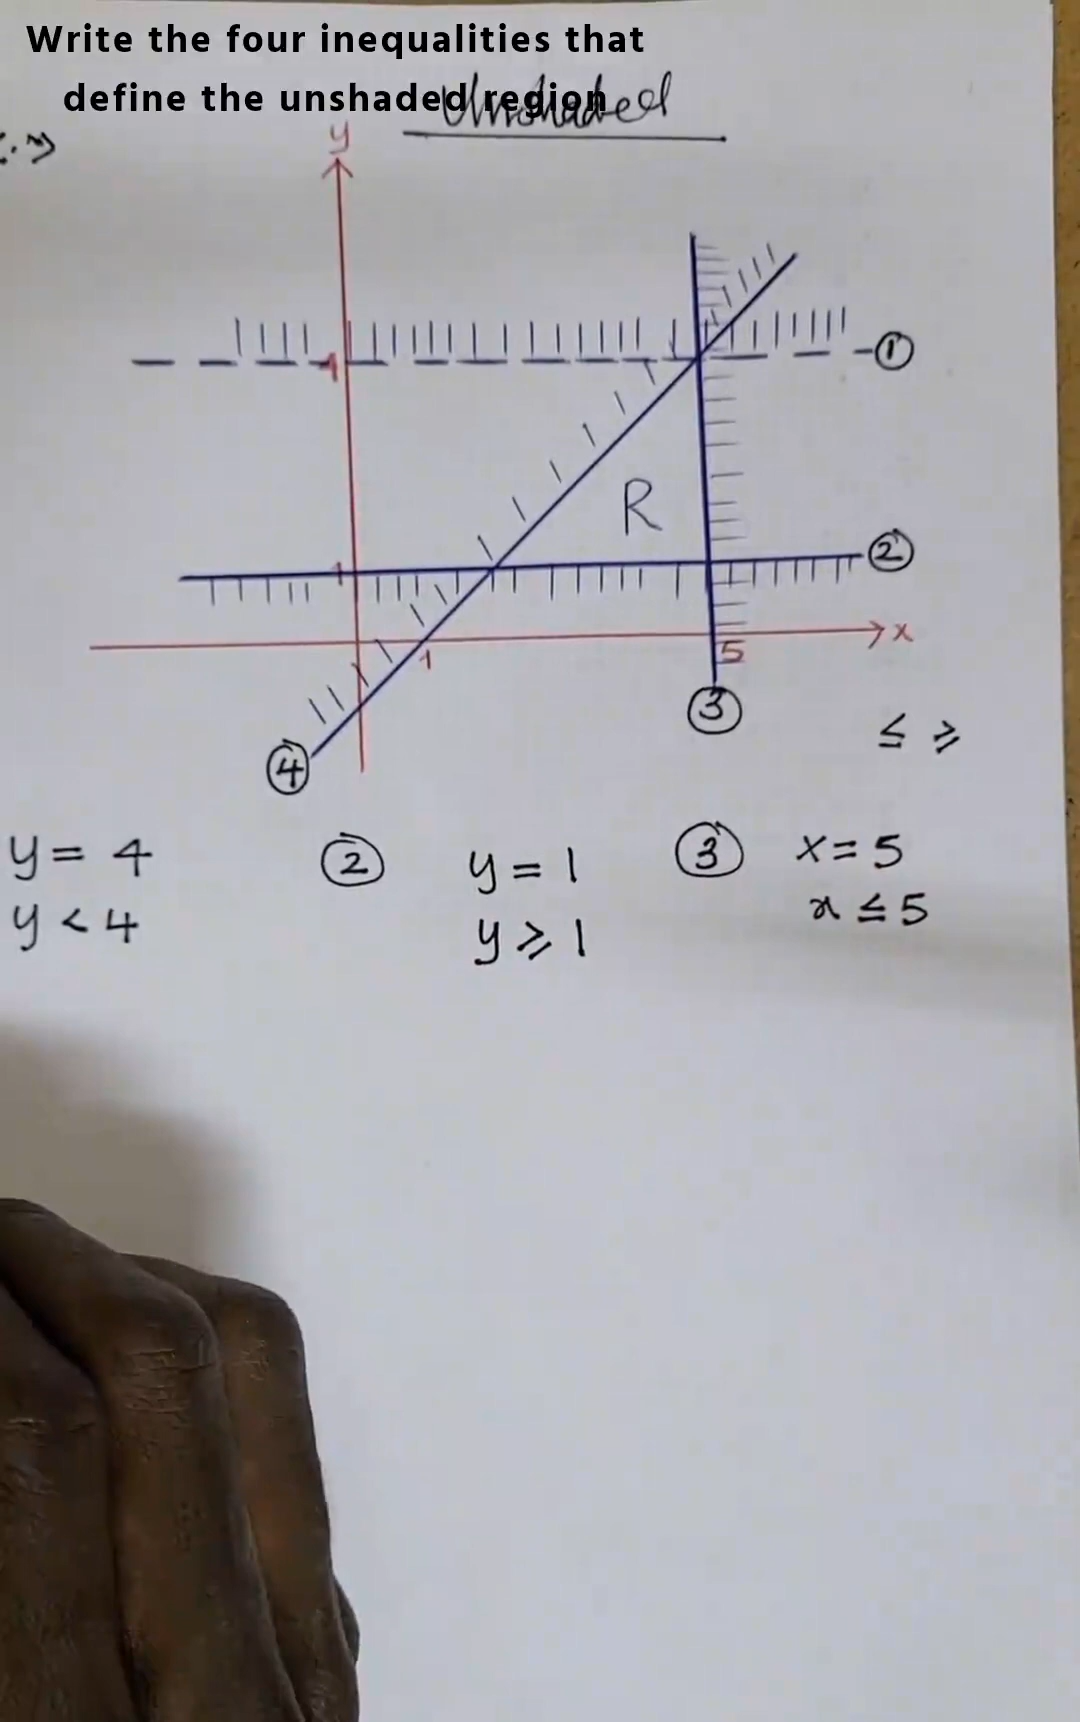 Write the four inequalities that
define the unshaded region
Unshaded
y
4
①
R
1
②
x
1
5
③
≤ ≥
④
y = 4 ② y = 1 ③ x = 5
y < 4 y ≥ 1 x ≤ 5